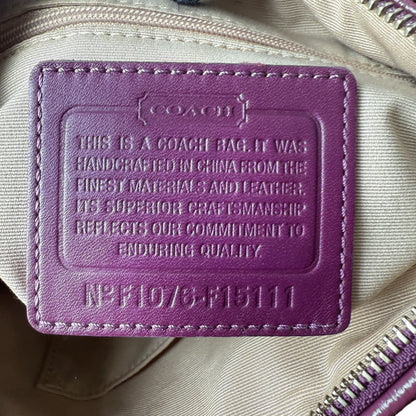 COACH
THIS IS A COACH BAG. IT WAS
HANDCRAFTED IN CHINA FROM THE
FINEST MATERIALS AND LEATHER.
ITS SUPERIOR CRAFTSMANSHIP
REFLECTS OUR COMMITMENT TO
ENDURING QUALITY.
Nº F1076-F15111